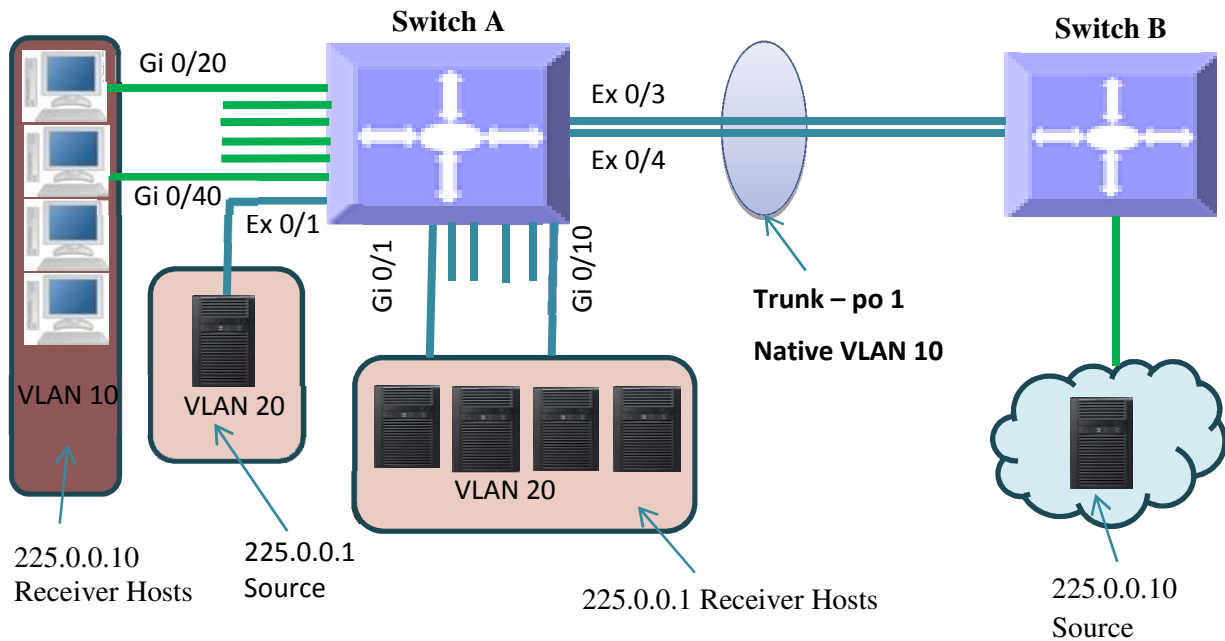 Switch A
Switch B
Gi 0/20
Ex 0/3
Ex 0/4
Gi 0/40
Ex 0/1
Gi 0/1
Gi 0/10
Trunk – po 1
Native VLAN 10
VLAN 10
VLAN 20
VLAN 20
225.0.0.10
Receiver Hosts
225.0.0.1
Source
225.0.0.1 Receiver Hosts
225.0.0.10
Source